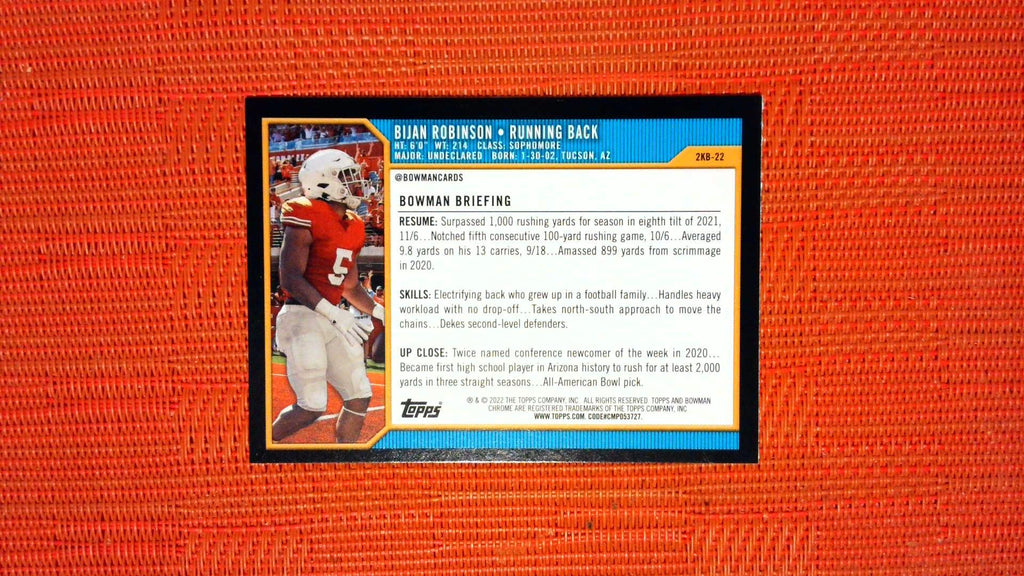 BIJAN ROBINSON • RUNNING BACK
HT: 6'0" WT: 214 CLASS: SOPHOMORE
MAJOR: UNDECLARED BORN: 1-30-02, TUCSON, AZ
2KB-22
@BOWMANCARDS
BOWMAN BRIEFING
RESUME: Surpassed 1,000 rushing yards for season in eighth tilt of 2021,
11/6...Notched fifth consecutive 100-yard rushing game, 10/6...Averaged
9.8 yards on his 13 carries, 9/18...Amassed 899 yards from scrimmage
in 2020.
SKILLS: Electrifying back who grew up in a football family...Handles heavy
workload with no drop-off...Takes north-south approach to move the
chains...Dekes second-level defenders.
UP CLOSE: Twice named conference newcomer of the week in 2020...
Became first high school player in Arizona history to rush for at least 2,000
yards in three straight seasons...All-American Bowl pick.
5
Topps
® & © 2022 THE TOPPS COMPANY, INC. ALL RIGHTS RESERVED. TOPPS AND BOWMAN
CHROME ARE REGISTERED TRADEMARKS OF THE TOPPS COMPANY, INC
WWW.TOPPS.COM. CODE#CMP053727.